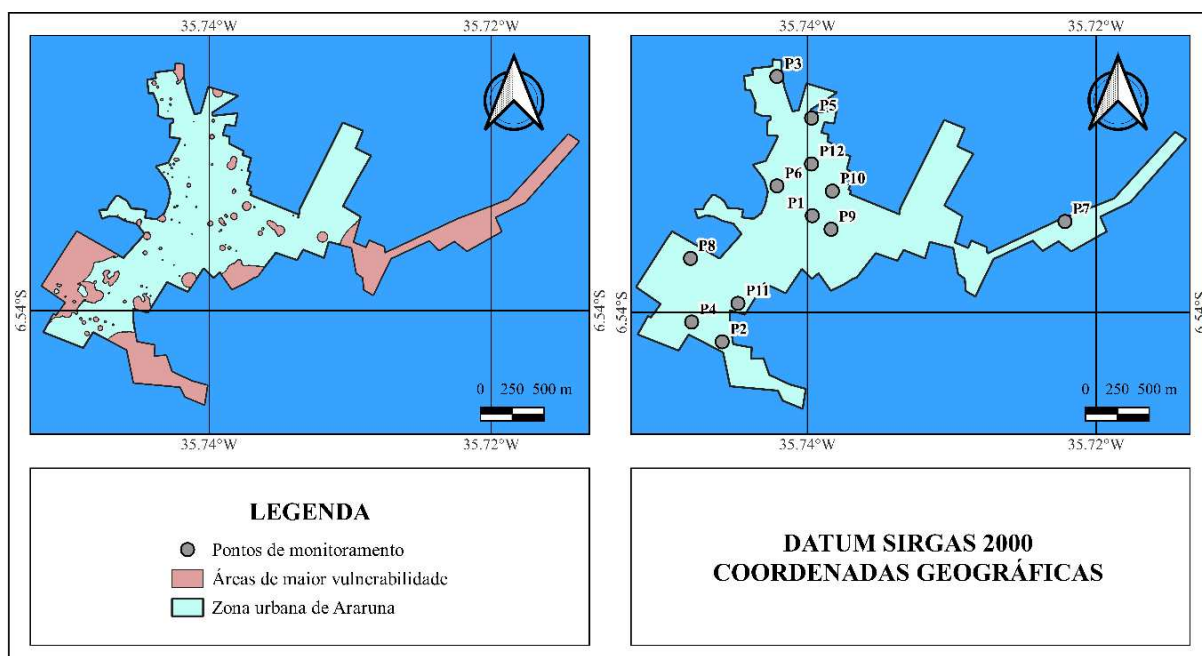 35.74°W
35.72°W
6.54°S
6.54°S
0 250 500 m
35.74°W
35.72°W
35.74°W
35.72°W
P3
P5
P12
P6
P10
P1
P9
P7
P8
P11
P4
P2
6.54°S
0 250 500 m
35.74°W
35.72°W
LEGENDA
Pontos de monitoramento
Áreas de maior vulnerabilidade
Zona urbana de Araruna
DATUM SIRGAS 2000
COORDENADAS GEOGRÁFICAS